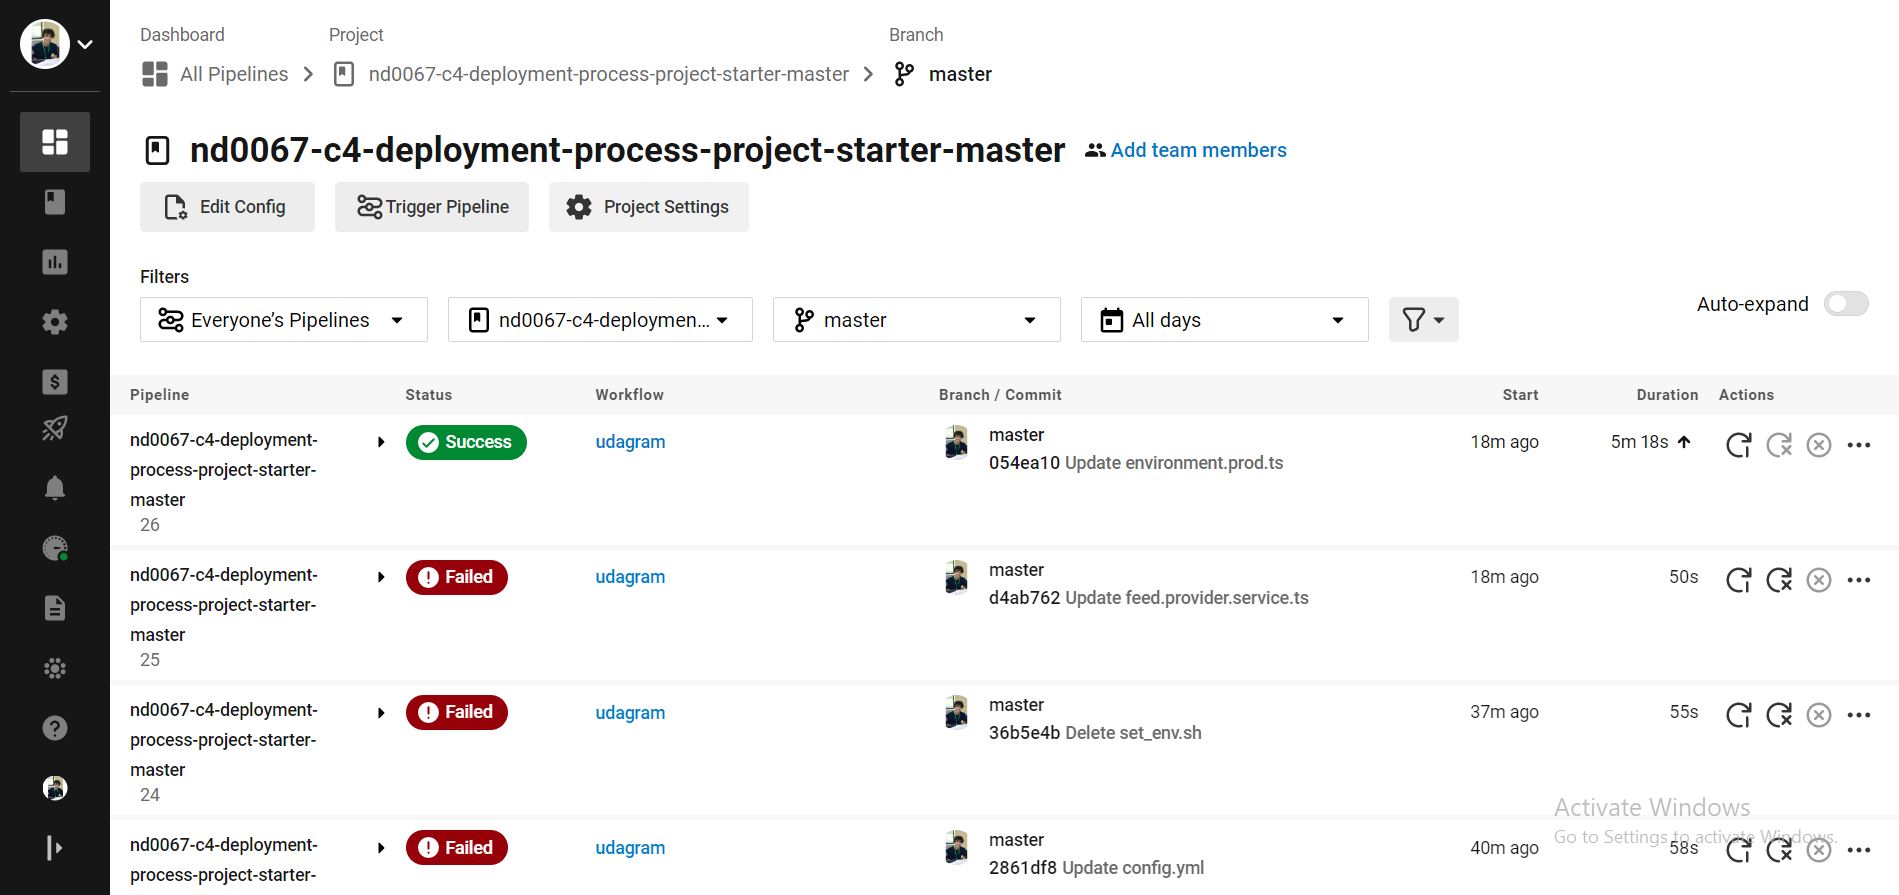 Dashboard
Project
Branch
All Pipelines
nd0067-c4-deployment-process-project-starter-master
master
nd0067-c4-deployment-process-project-starter-master
Add team members
Edit Config
Trigger Pipeline
Project Settings
Filters
Everyone’s Pipelines
nd0067-c4-deploymen...
master
All days
Auto-expand
Pipeline Status Workflow Branch / Commit Start Duration Actions
nd0067-c4-deployment-
process-project-starter-
master
26
Success
udagram
master
054ea10 Update environment.prod.ts
18m ago
5m 18s
nd0067-c4-deployment-
process-project-starter-
master
25
Failed
udagram
master
d4ab762 Update feed.provider.service.ts
18m ago
50s
nd0067-c4-deployment-
process-project-starter-
master
24
Failed
udagram
master
36b5e4b Delete set_env.sh
37m ago
55s
nd0067-c4-deployment-
process-project-starter-
Failed
udagram
master
2861df8 Update config.yml
40m ago
58s
Activate Windows
Go to Settings to activate Windows.